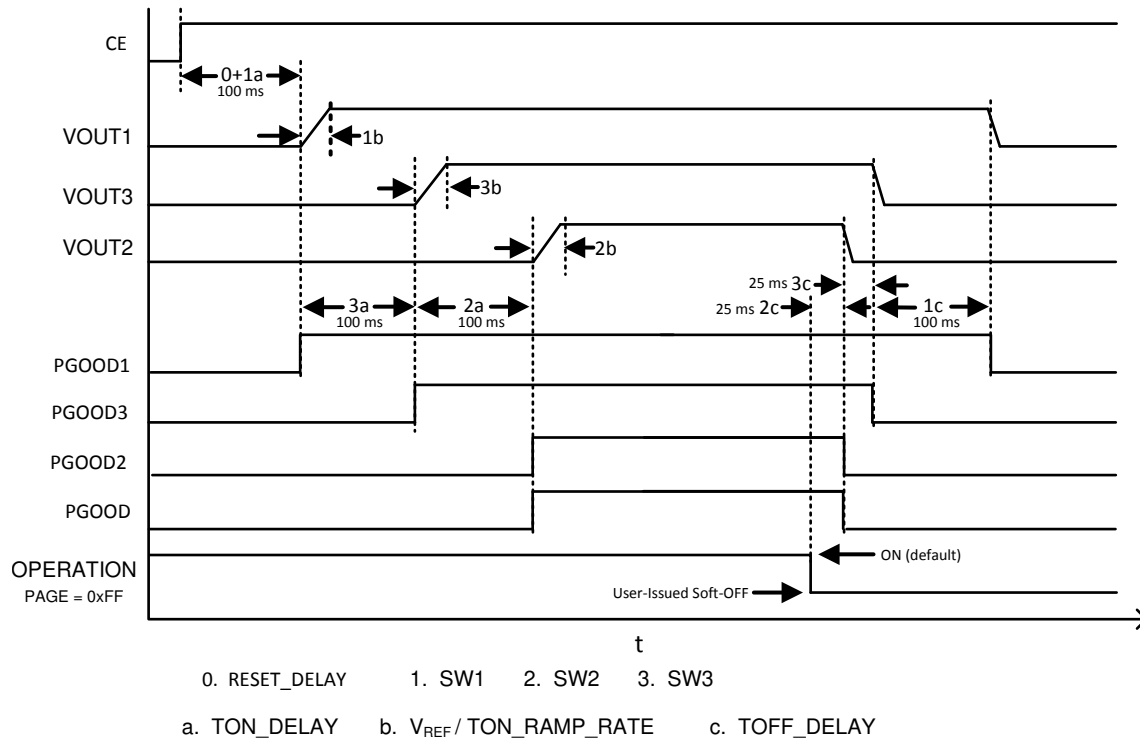 CE
0+1a
100 ms
VOUT1
1b
VOUT3
3b
VOUT2
2b
25 ms 3c
3a
100 ms
2a
100 ms
25 ms 2c
1c
100 ms
PGOOD1
PGOOD3
PGOOD2
PGOOD
OPERATION
PAGE = 0xFF
ON (default)
User-Issued Soft-OFF
t
0. RESET_DELAY 1. SW1 2. SW2 3. SW3
a. TON_DELAY b. VREF / TON_RAMP_RATE c. TOFF_DELAY